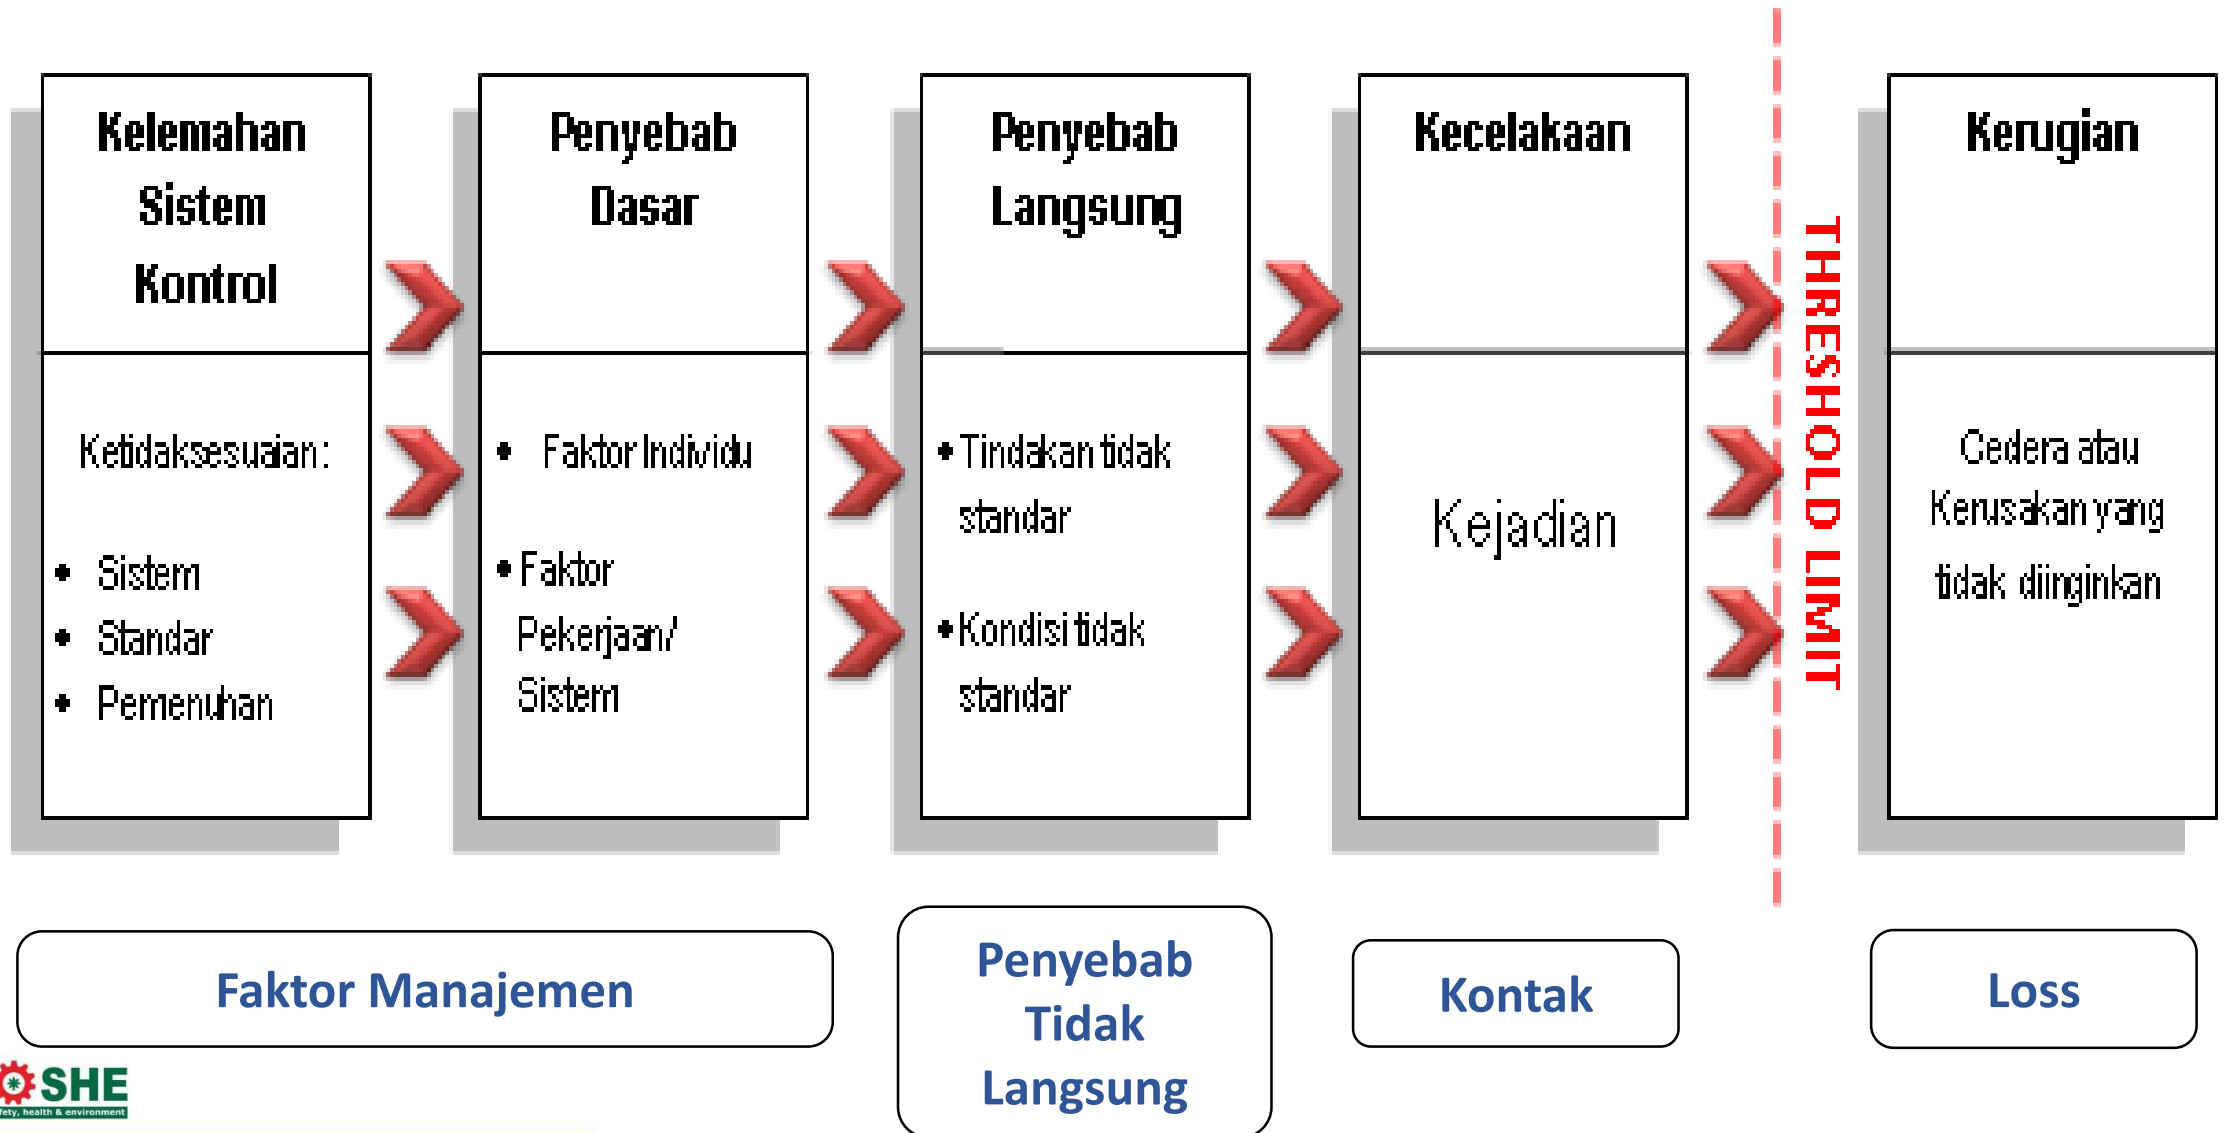 Kelemahan
Sistem
Kontrol
Ketidaksesuaian:
• Sistem
• Standar
• Pemenuhan
Penyebab
Dasar
• Faktor Individu
• Faktor
Pekerjaan/
Sistem
Penyebab
Langsung
• Tindakan tidak
standar
• Kondisi tidak
standar
Kecelakaan
Kejadian
THRESHOLD LIMIT
Kerugian
Cedera atau
Kerusakan yang
tidak diinginkan
Faktor Manajemen
Penyebab
Tidak
Langsung
Kontak
Loss
SHE
health & environment